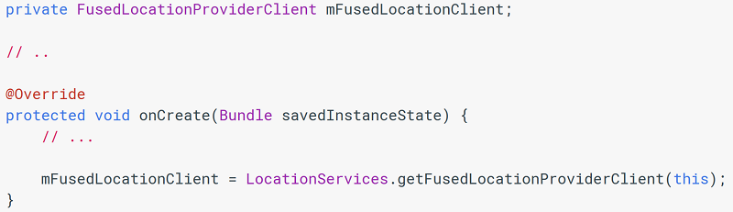 private FusedLocationProviderClient mFusedLocationClient;
// ..
@Override
protected void onCreate(Bundle savedInstanceState) {
// ...
mFusedLocationClient = LocationServices.getFusedLocationProviderClient(this);
}